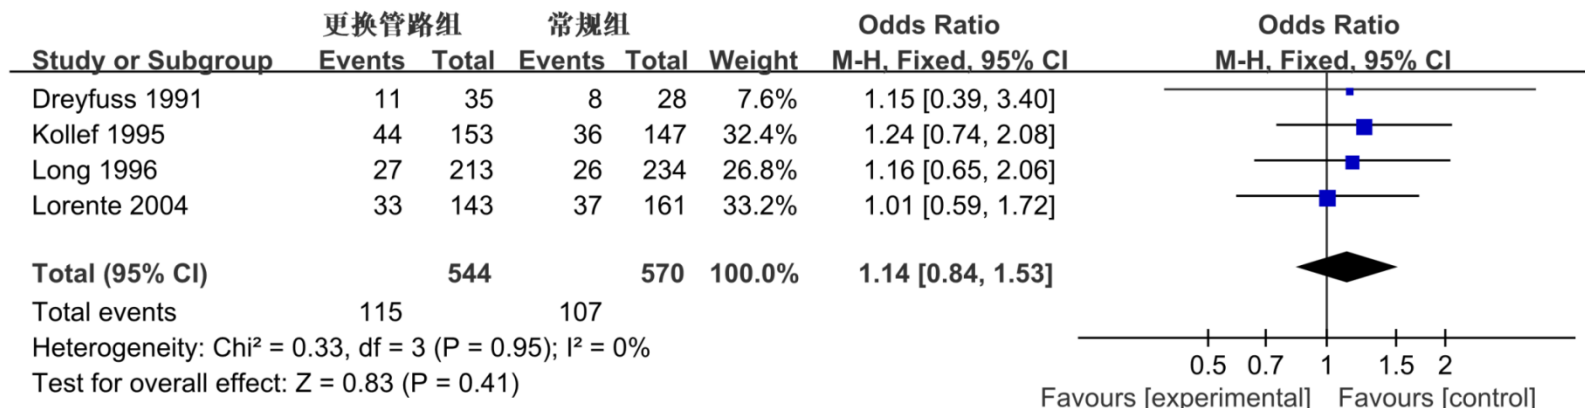 更换管路组 常规组 Odds Ratio Odds Ratio
Study or Subgroup Events Total Events Total Weight M-H, Fixed, 95% CI M-H, Fixed, 95% CI
Dreyfuss 1991 11 35 8 28 7.6% 1.15 [0.39, 3.40]
Kollef 1995 44 153 36 147 32.4% 1.24 [0.74, 2.08]
Long 1996 27 213 26 234 26.8% 1.16 [0.65, 2.06]
Lorente 2004 33 143 37 161 33.2% 1.01 [0.59, 1.72]
Total (95% CI) 544 570 100.0% 1.14 [0.84, 1.53]
Total events 115 107
Heterogeneity: Chi² = 0.33, df = 3 (P = 0.95); I² = 0%
Test for overall effect: Z = 0.83 (P = 0.41)
0.5 0.7 1 1.5 2
Favours [experimental] Favours [control]